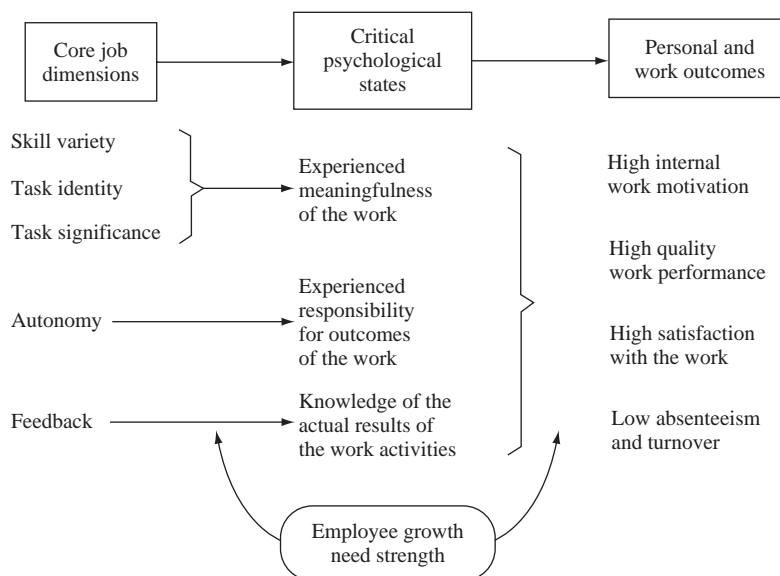 Core job
dimensions
Critical
psychological
states
Personal and
work outcomes
Skill variety
Task identity
Task significance
Experienced
meaningfulness
of the work
High internal
work motivation
High quality
work performance
Autonomy
Experienced
responsibility
for outcomes
of the work
High satisfaction
with the work
Feedback
Knowledge of the
actual results of
the work activities
Low absenteeism
and turnover
Employee growth
need strength